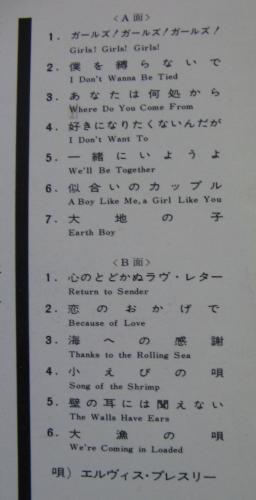 〈A面〉
1. ガールズ!ガールズ!ガールズ!
Girls! Girls! Girls!
2. 僕を縛らないで
I Don't Wanna Be Tied
3. あなたは何処から
Where Do You Come From
4. 好きになりたくないんだが
I Don't Want To
5. 一緒にいようよ
We'll Be Together
6. 似合いのカップル
A Boy Like Me, a Girl Like You
7. 大地の子
Earth Boy
〈B面〉
1. 心のとどかぬラヴ・レター
Return to Sender
2. 恋のおかげで
Because of Love
3. 海への感謝
Thanks to the Rolling Sea
4. 小えびの唄
Song of the Shrimp
5. 壁の耳には聞えない
The Walls Have Ears
6. 大漁の唄
We're Coming in Loaded
唄) エルヴィス・プレスリー